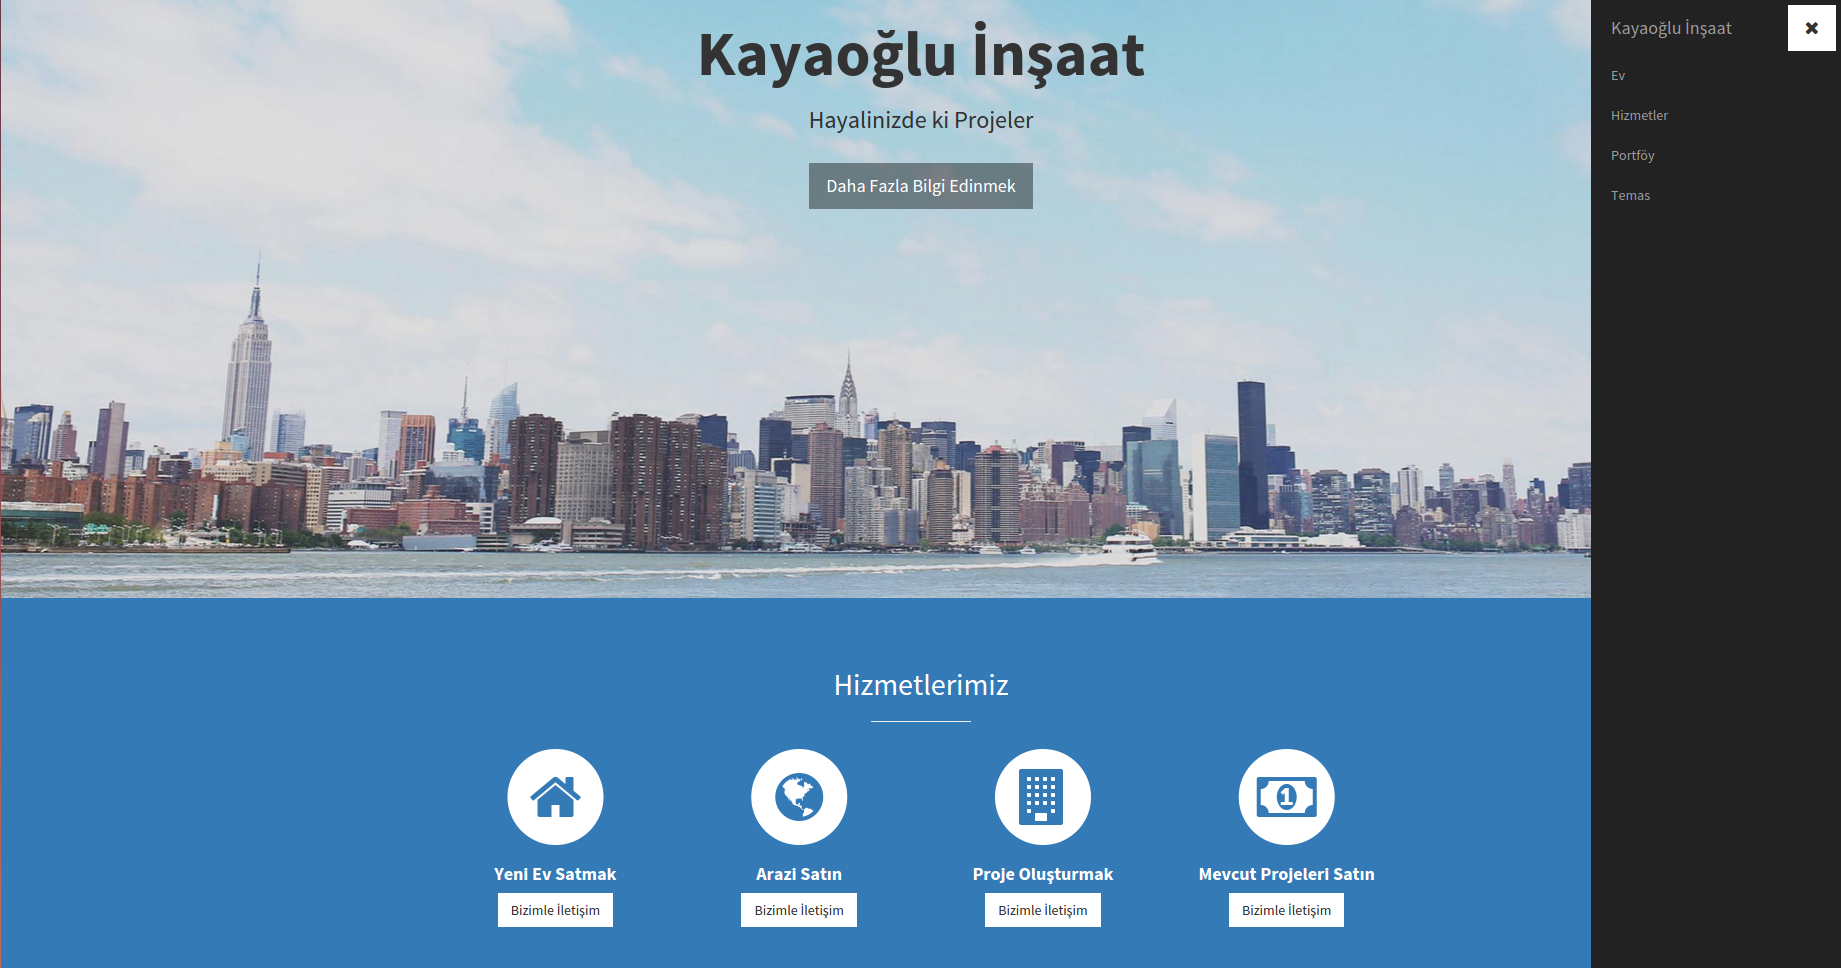 Kayaoğlu İnşaat
Hayalinizde ki Projeler
Daha Fazla Bilgi Edinmek
Kayaoğlu İnşaat
Ev
Hizmetler
Portföy
Temas
Hizmetlerimiz
1
Yeni Ev Satmak
Arazi Satın
Proje Oluşturmak
Mevcut Projeleri Satın
Bizimle İletişim
Bizimle İletişim
Bizimle İletişim
Bizimle İletişim